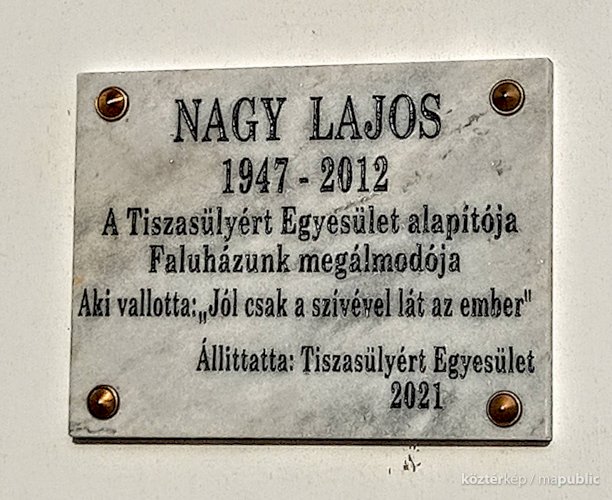 NAGY LAJOS
1947 - 2012
A Tiszasülyért Egyesület alapítója
Faluházunk megálmodója
Aki vallotta:„Jól csak a szívével lát az ember"
Állíttatta: Tiszasülyért Egyesület
2021
köztérkép / mapublic